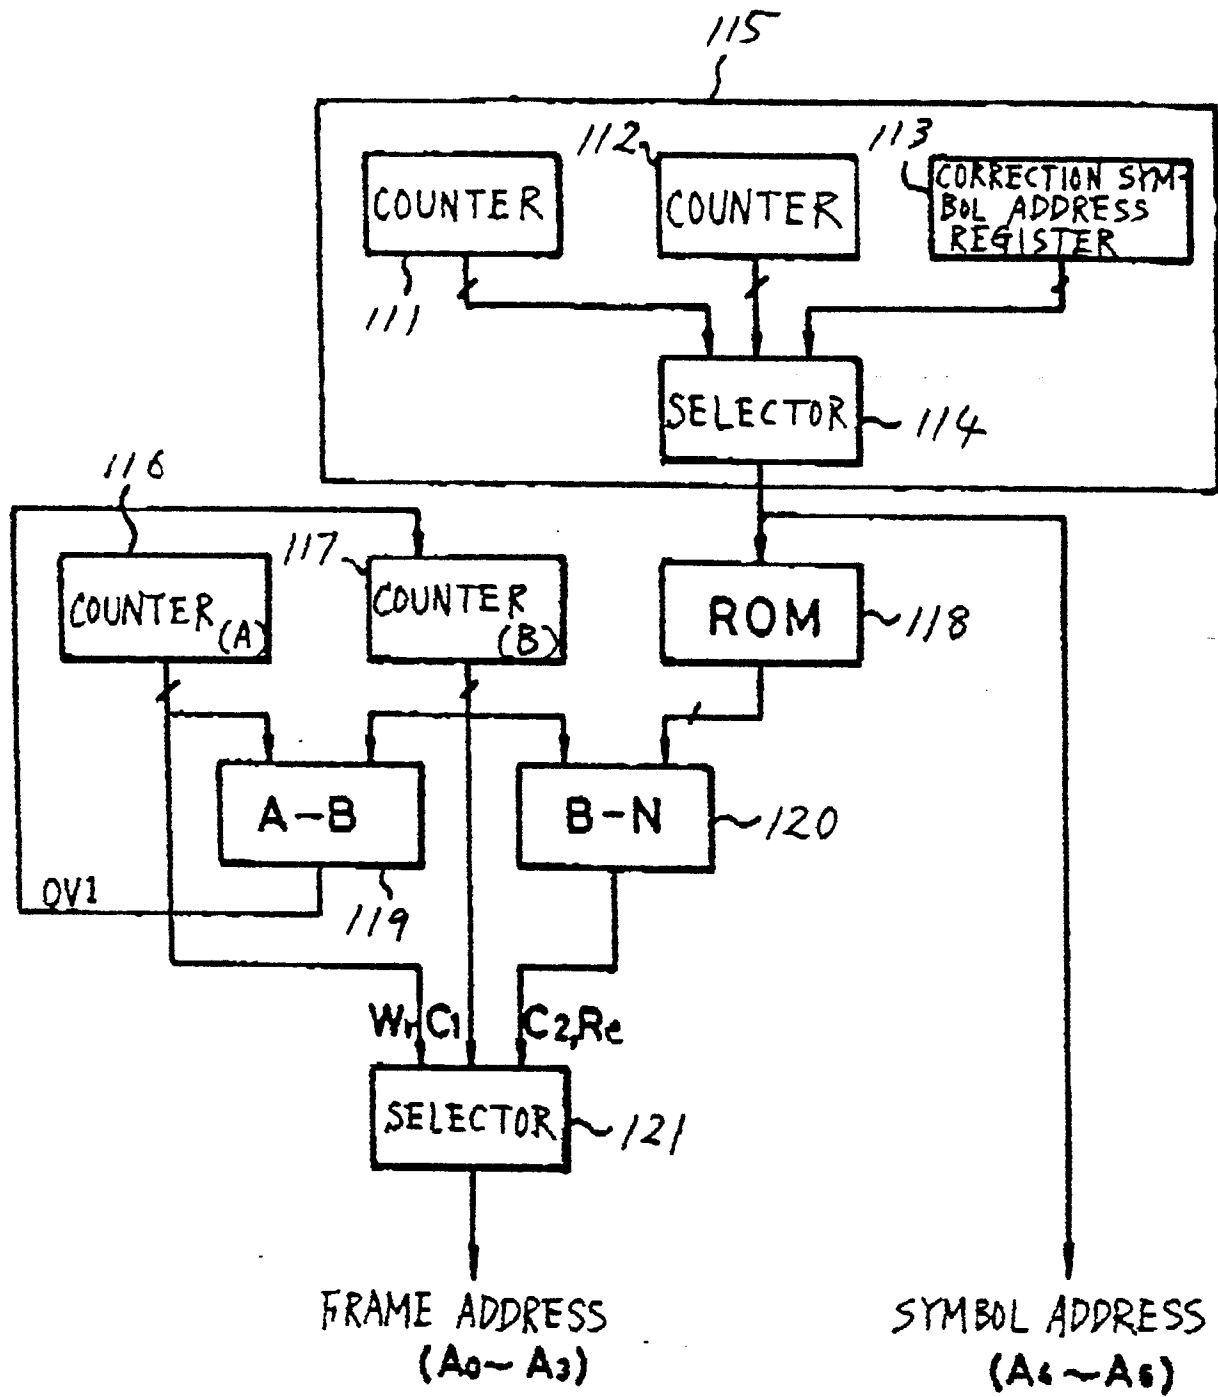 115
COUNTER
111
112
COUNTER
113
CORRECTION SYM-
BOL ADDRESS
REGISTER
SELECTOR
114
116
COUNTER
(A)
117
COUNTER
(B)
ROM
118
A-B
119
B-N
120
OV1
Wr
C1
C2,Re
SELECTOR
121
FRAME ADDRESS
(A0~A3)
SYMBOL ADDRESS